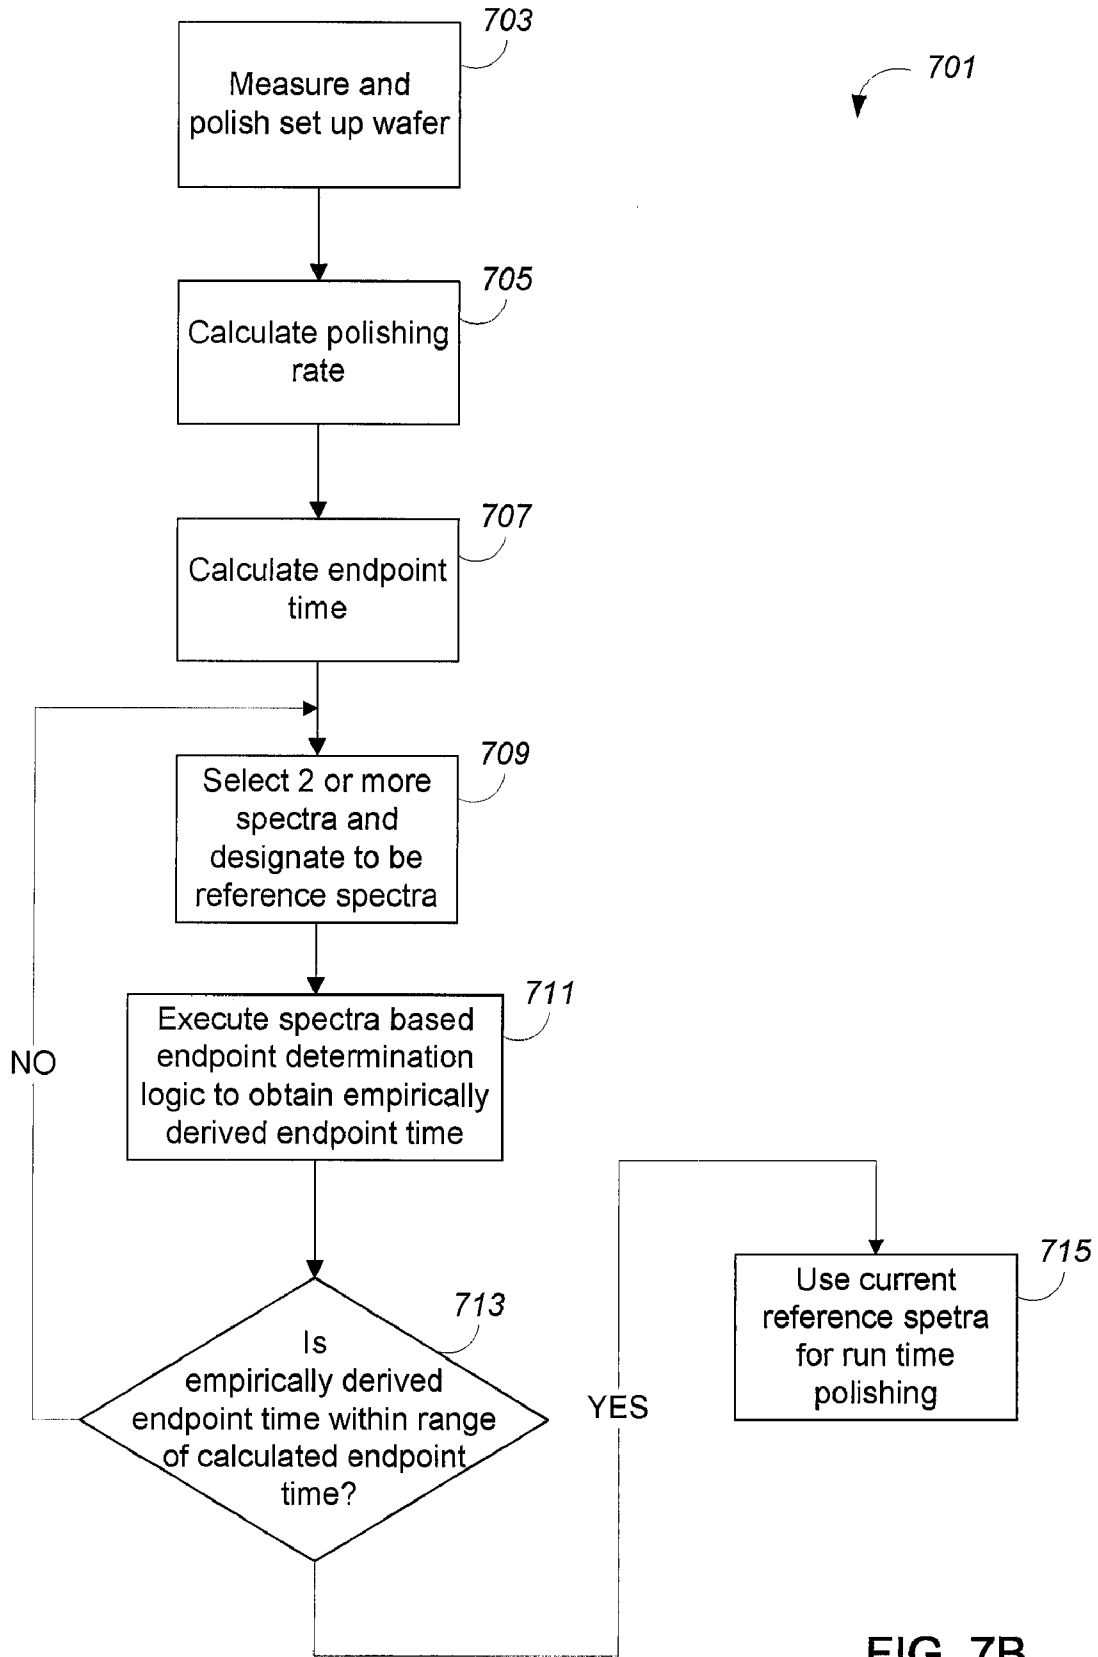 703
701
Measure and
polish set up wafer
705
Calculate polishing
rate
707
Calculate endpoint
time
709
Select 2 or more
spectra and
designate to be
reference spectra
711
Execute spectra based
endpoint determination
logic to obtain empirically
derived endpoint time
NO
713
Is
empirically derived
endpoint time within range
of calculated endpoint
time?
YES
715
Use current
reference spetra
for run time
polishing
FIG. 7B